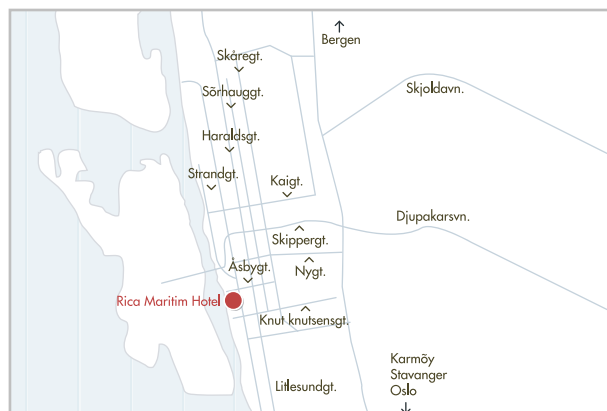 Bergen
Skåregt.
Skjoldavn.
Sõrhauggt.
Haraldsgt.
Strandgt.
Kaigt.
Djupakarsvn.
Skippergt.
Åsbygt.
Nygt.
Rica Maritim Hotel
Knut knutsensgt.
Karmöy
Stavanger
Litlesundgt.
Oslo